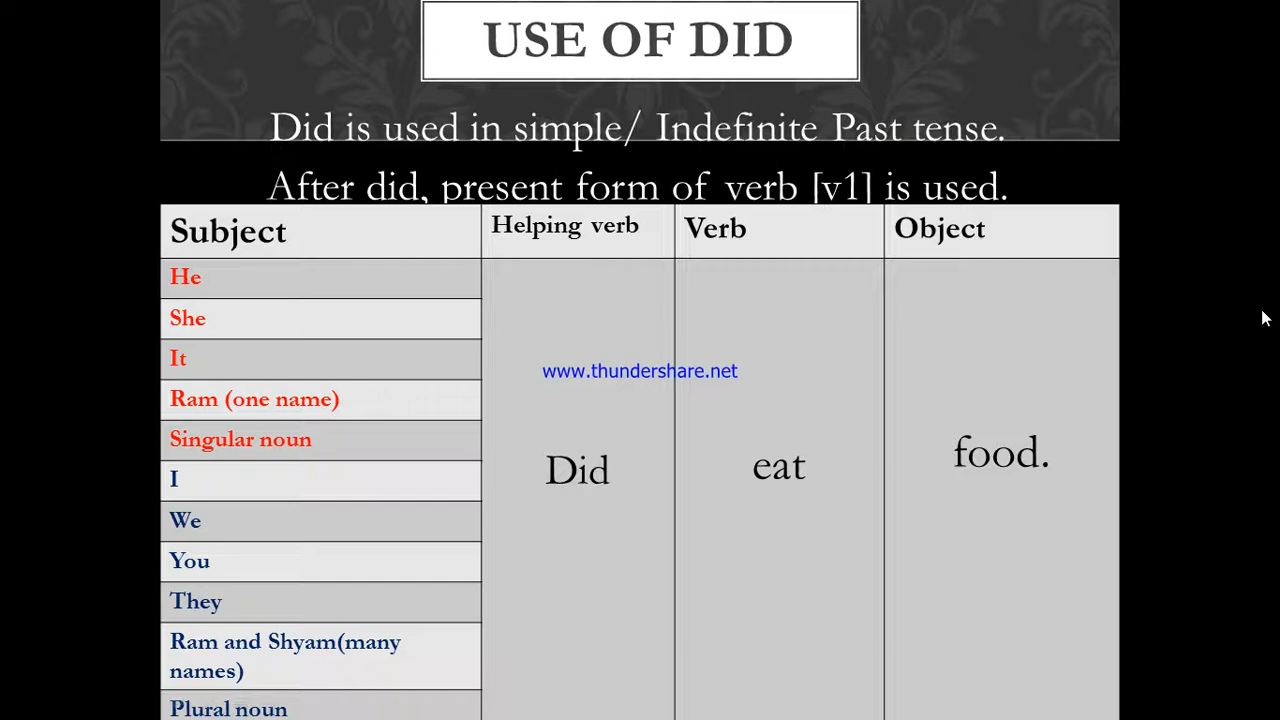 USE OF DID
Did is used in simple/ Indefinite Past tense.
After did, present form of verb [v1] is used.
Subject Helping verb Verb Object
He
She
It
www.thundershare.net
Ram (one name)
Singular noun
Did eat food.
I
We
You
They
Ram and Shyam(many
names)
Plural noun